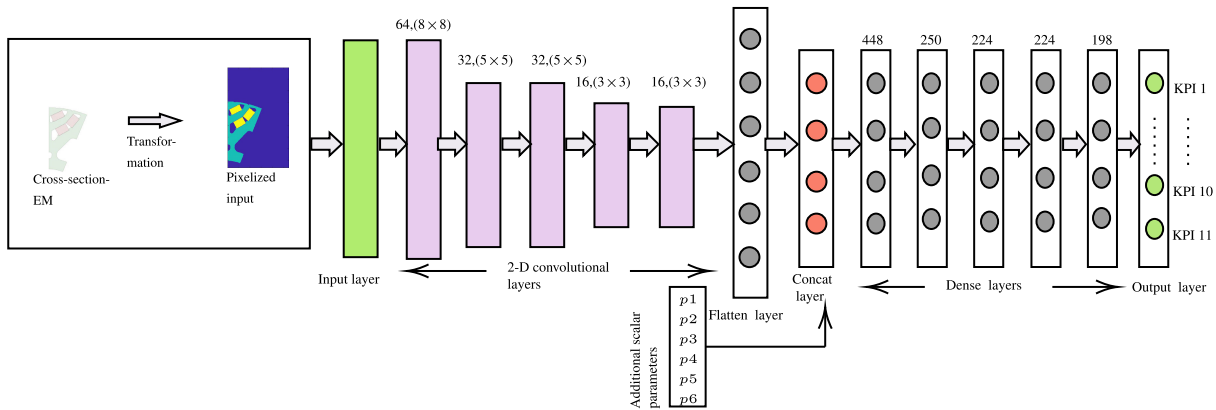 64,(8×8)
32,(5×5)
32,(5×5)
16,(3×3)
16,(3×3)
448
250
224
224
198
Transfor-
mation
Cross-section-
EM
Pixelized
input
KPI 1
KPI 10
KPI 11
Input layer
2-D convolutional
layers
Flatten layer
Concat
layer
Dense layers
Output layer
Additional scalar
parameters
p1
p2
p3
p4
p5
p6